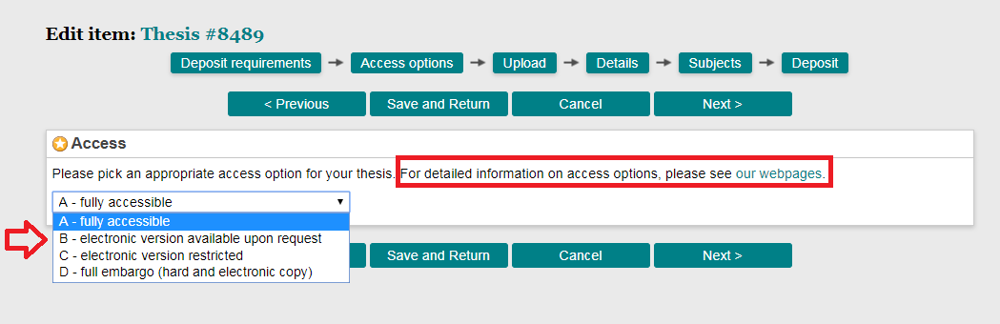 Edit item: Thesis #8489
Deposit requirements Access options Upload Details Subjects Deposit
< Previous Save and Return Cancel Next >
Access
Please pick an appropriate access option for your thesis. For detailed information on access options, please see our webpages.
A - fully accessible
A - fully accessible
B - electronic version available upon request
C - electronic version restricted
D - full embargo (hard and electronic copy)
Save and Return Cancel Next >